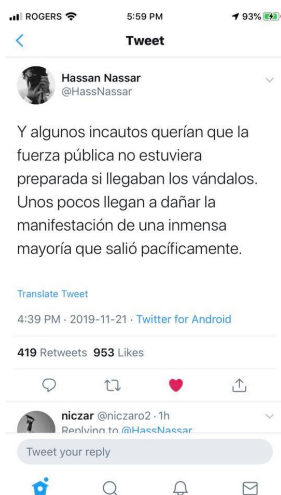 ROGERS 5:59 PM 93%
Tweet
Hassan Nassar
@HassNassar
Y algunos incautos querían que la
fuerza pública no estuviera
preparada si llegaban los vándalos.
Unos pocos llegan a dañar la
manifestación de una inmensa
mayoría que salió pacíficamente.
Translate Tweet
4:39 PM · 2019-11-21 · Twitter for Android
419 Retweets 953 Likes
niczar @niczaro2 · 1h
Replying to @HassNassar
Tweet your reply